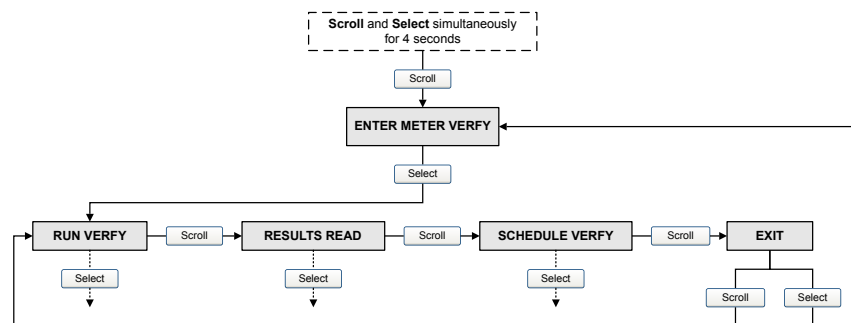 Scroll and Select simultaneously
for 4 seconds
Scroll
ENTER METER VERFY
Select
RUN VERFY
Scroll
RESULTS READ
Scroll
SCHEDULE VERFY
Scroll
EXIT
Select
Select
Select
Scroll
Select